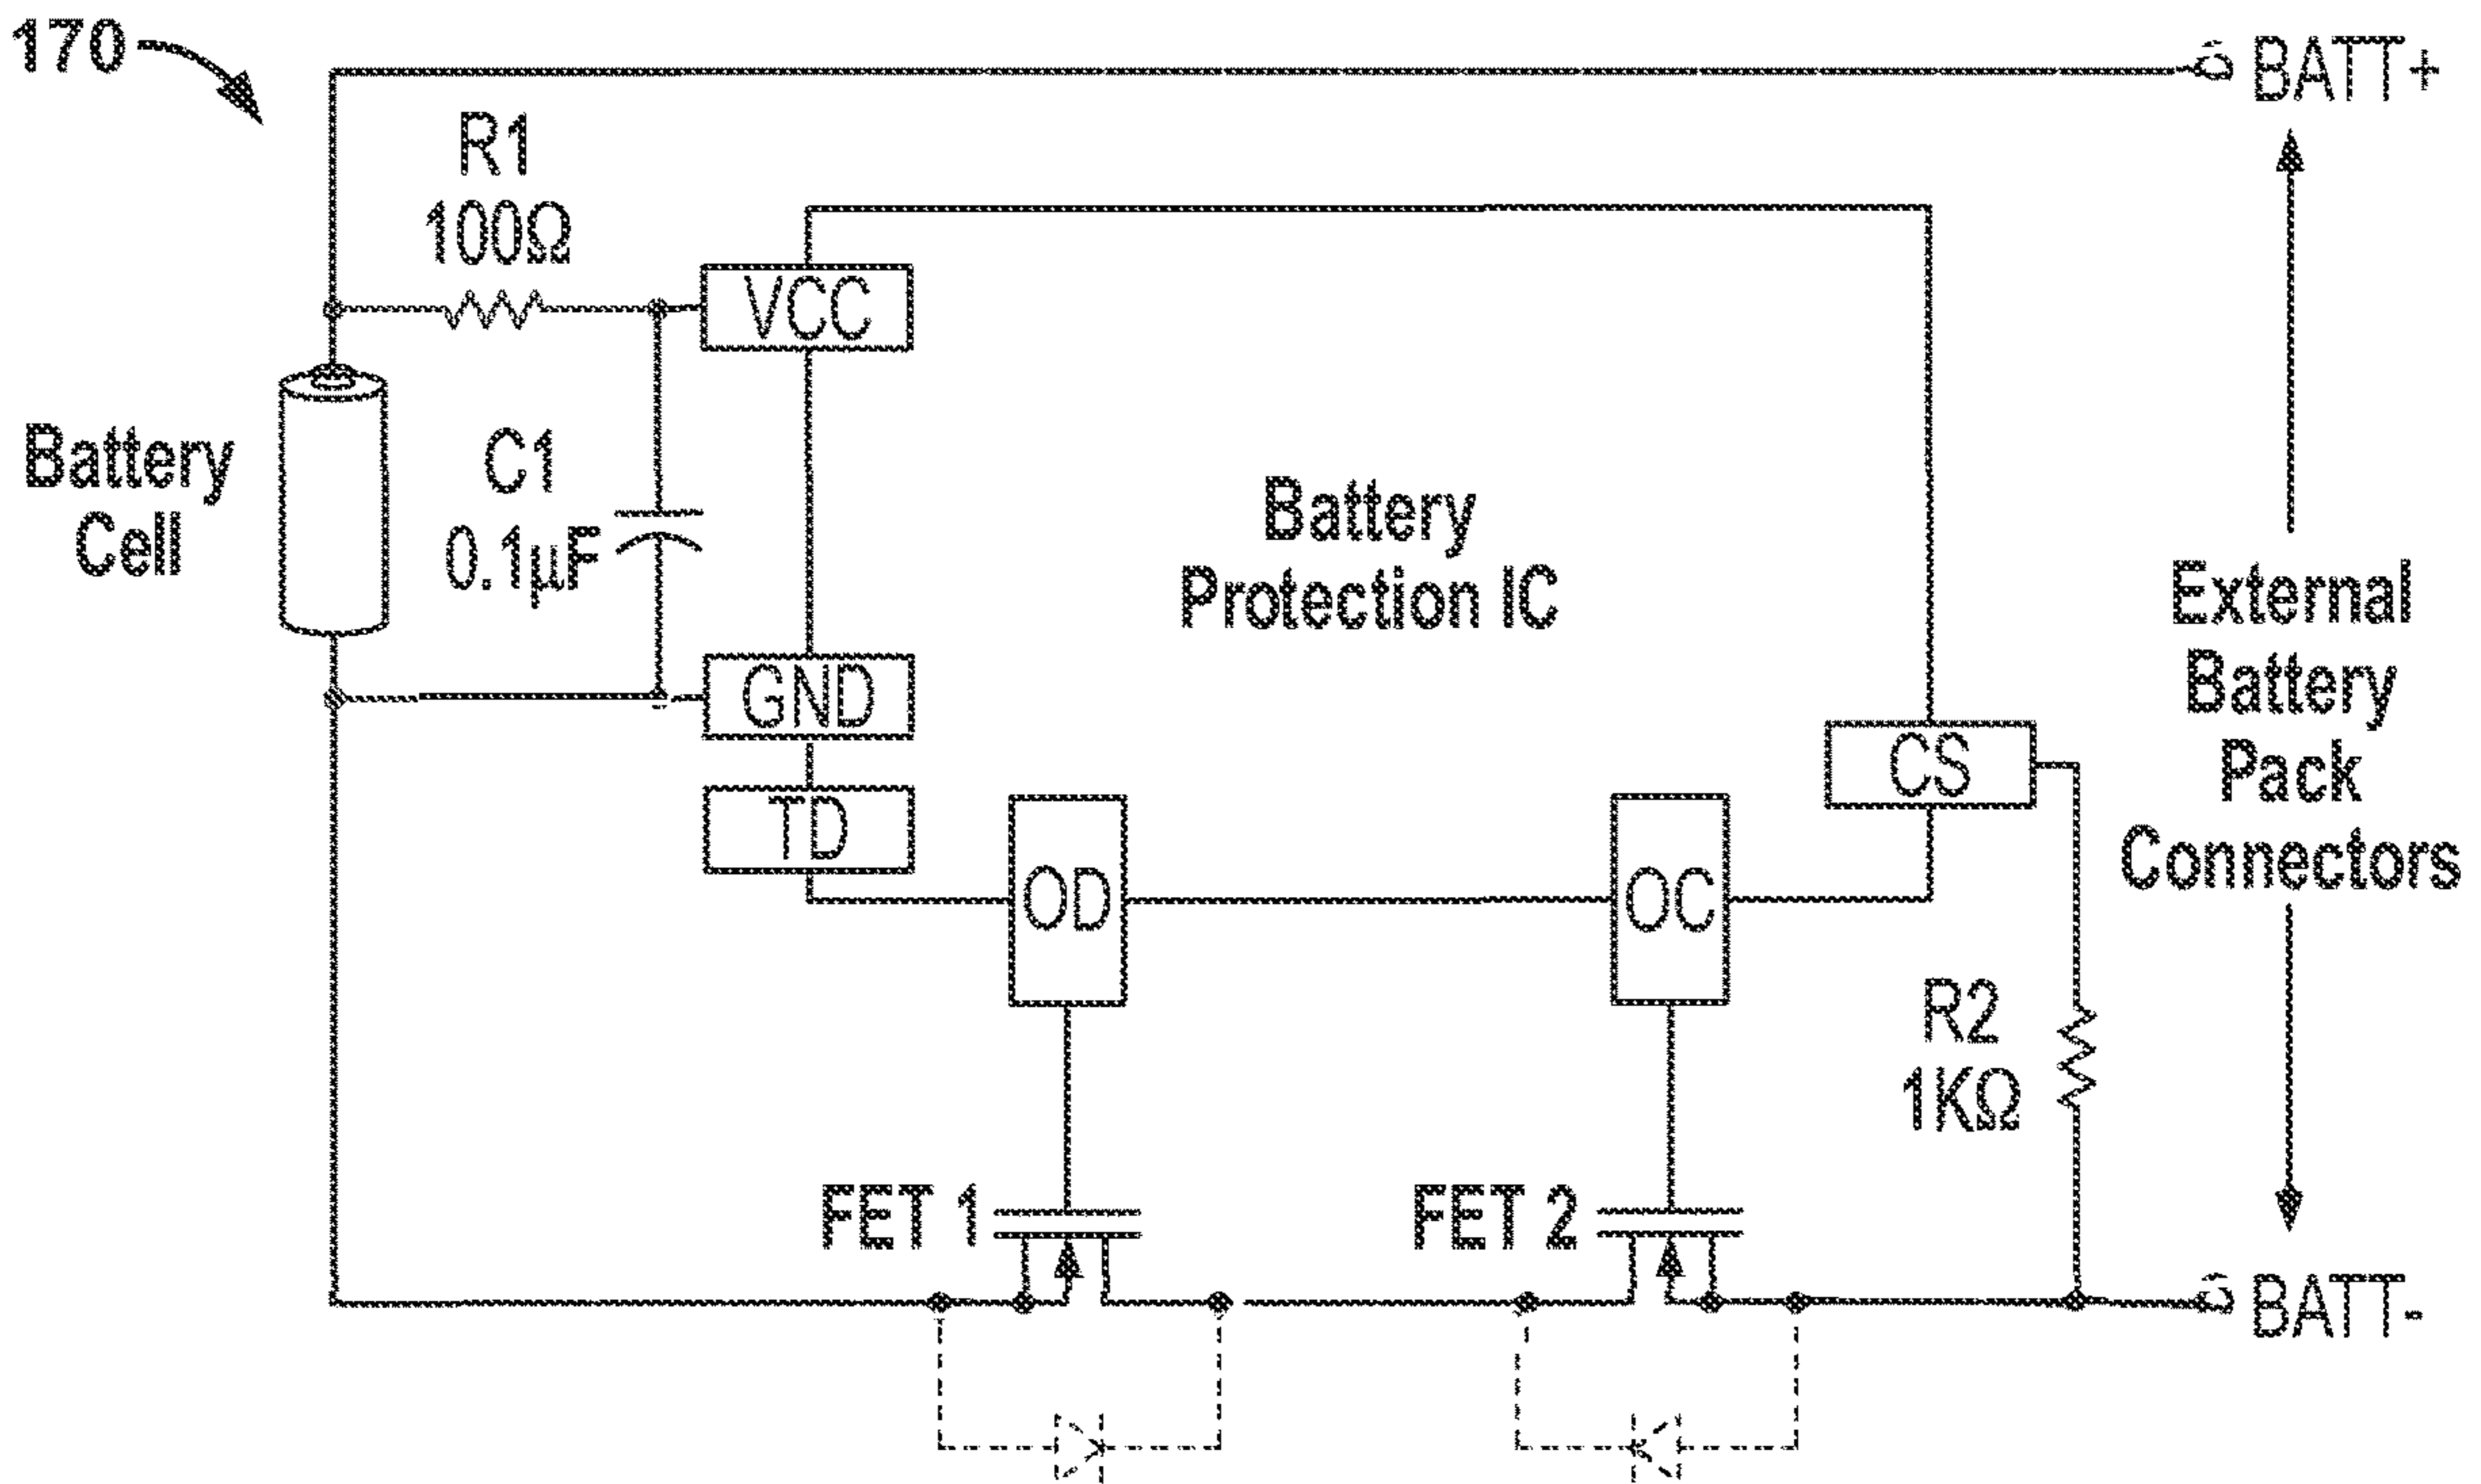 170
BATT+
R1
100Ω
VCC
Battery
Cell
C1
0.1µF
Battery
Protection IC
External
Battery
Pack
Connectors
GND
CS
TD
OD
OC
R2
1KΩ
FET 1
FET 2
BATT-